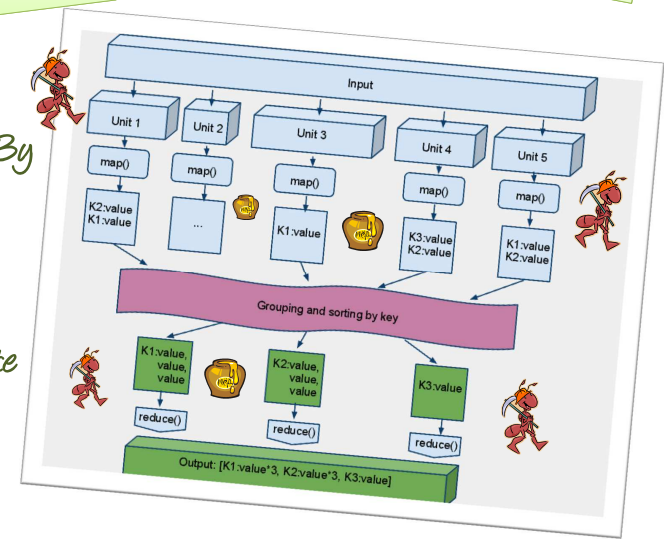 Input
Unit 1
Unit 2
Unit 3
Unit 4
Unit 5
By
map()
map()
map()
map()
map()
K2:value
K1:value
...
K1:value
K3:value
K2:value
K1:value
K2:value
Grouping and sorting by key
K1:value,
value,
value
K2:value,
value,
value
K3:value
reduce()
reduce()
reduce()
Output: [K1:value*3, K2:value*3, K3:value]